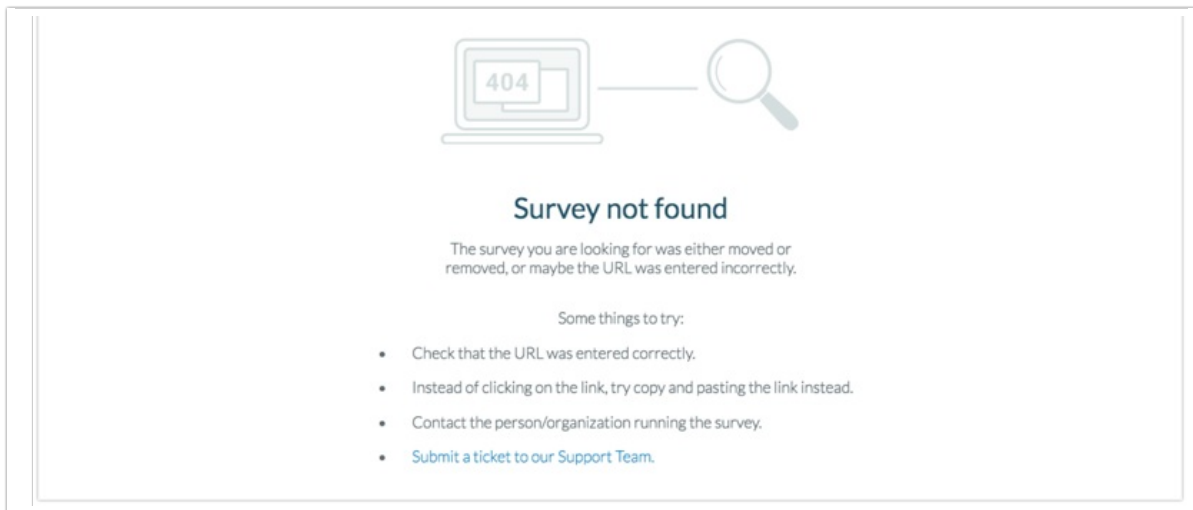 404
Survey not found
The survey you are looking for was either moved or
removed, or maybe the URL was entered incorrectly.
Some things to try:
• Check that the URL was entered correctly.
• Instead of clicking on the link, try copy and pasting the link instead.
• Contact the person/organization running the survey.
• Submit a ticket to our Support Team.